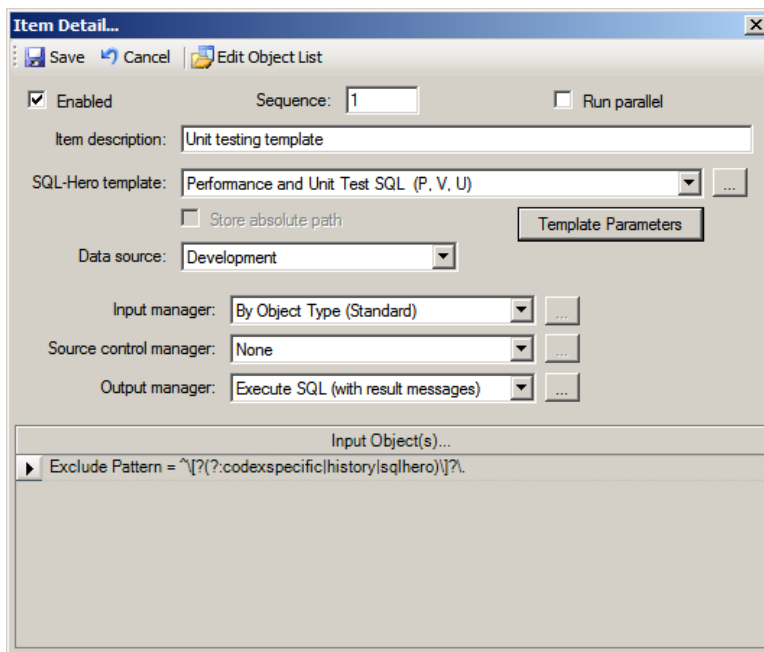 Item Detail...
Save Cancel Edit Object List
Enabled Sequence: 1 Run parallel
Item description: Unit testing template
SQL-Hero template: Performance and Unit Test SQL (P, V, U) ...
Store absolute path Template Parameters
Data source: Development
Input manager: By Object Type (Standard) ...
Source control manager: None ...
Output manager: Execute SQL (with result messages) ...
Input Object(s)...
Exclude Pattern = ^\[?(?:codexspecific|history|sqlhero)\]?\.